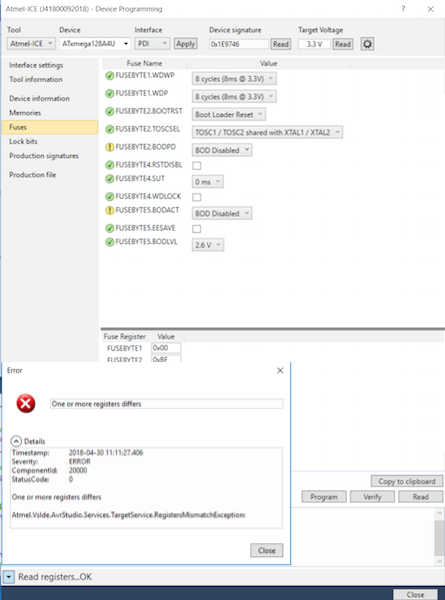 Atmel-ICE (J41800092018) - Device Programming
Tool Device Interface Device signature Target Voltage
Atmel-ICE ATxmega128A4U PDI Apply 0x1E9746 Read 3.3 V Read
Interface settings
Tool information
Device information
Memories
Fuses
Lock bits
Production signatures
Production file
Fuse Name Value
FUSEBYTE1.WDWP 8 cycles (8ms @ 3.3V)
FUSEBYTE1.WDP 8 cycles (8ms @ 3.3V)
FUSEBYTE2.BOOTRST Boot Loader Reset
FUSEBYTE2.TOSCSEL TOSC1 / TOSC2 shared with XTAL1 / XTAL2
FUSEBYTE2.BODPD BOD Disabled
FUSEBYTE4.RSTDISBL
FUSEBYTE4.SUT 0 ms
FUSEBYTE4.WDLOCK
FUSEBYTE5.BODACT BOD Disabled
FUSEBYTE5.EESAVE
FUSEBYTE5.BODLVL 2.6 V
Fuse Register Value
FUSEBYTE1 0x00
FUSEBYTE2 0xBF
Error
One or more registers differs
Details
Timestamp: 2018-04-30 11:11:27.406
Severity: ERROR
ComponentId: 20000
StatusCode: 0
One or more registers differs
Atmel.VsIde.AvrStudio.Services.TargetService.RegistersMismatchException:
Close
Copy to clipboard
Program Verify Read
Read registers...OK
Close